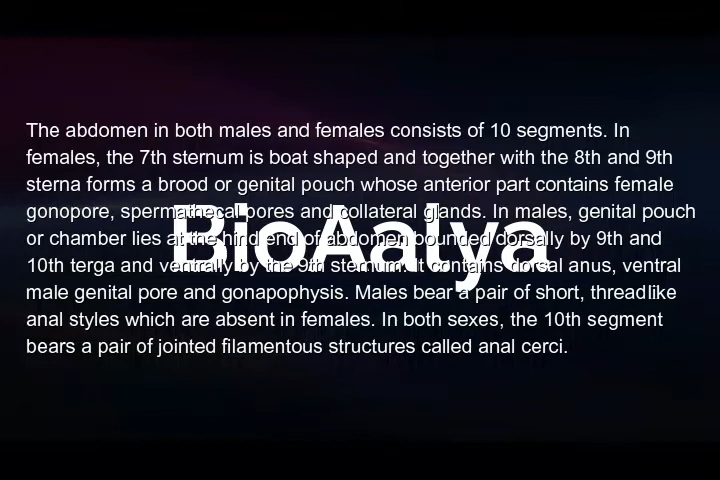 The abdomen in both males and females consists of 10 segments. In
females, the 7th sternum is boat shaped and together with the 8th and 9th
sterna forms a brood or genital pouch whose anterior part contains female
gonopore, spermathecal pores and collateral glands. In males, genital pouch
or chamber lies at the hind end of abdomen bounded dorsally by 9th and
10th terga and ventrally by the 9th sternum. It contains dorsal anus, ventral
male genital pore and gonapophysis. Males bear a pair of short, threadlike
anal styles which are absent in females. In both sexes, the 10th segment
bears a pair of jointed filamentous structures called anal cerci.
BioAalya